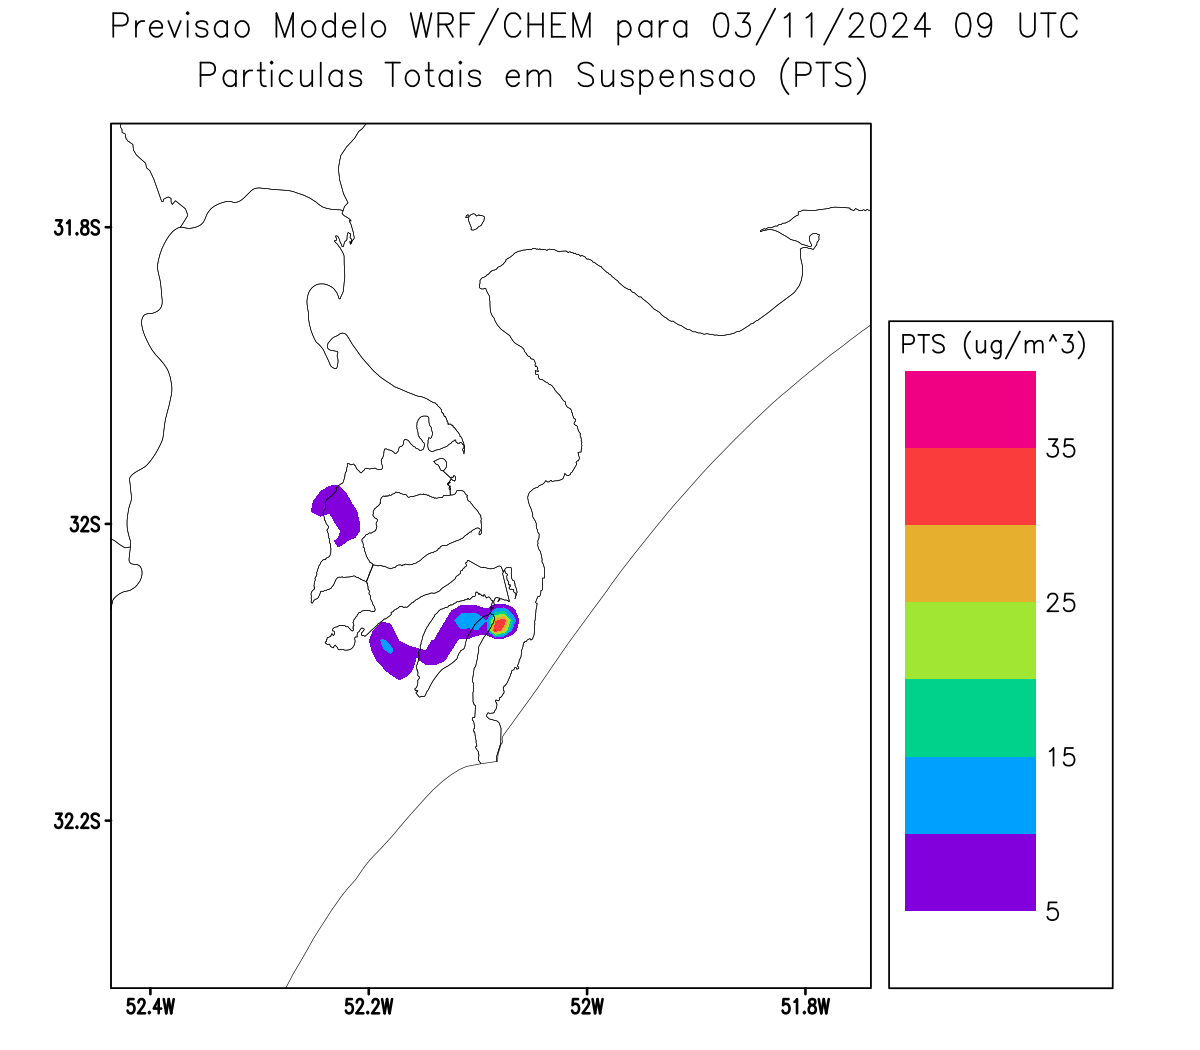 Previsao Modelo WRF/CHEM para 03/11/2024 09 UTC
Particulas Totais em Suspensao (PTS)
31.8S
32S
32.2S
52.4W
52.2W
52W
51.8W
PTS (ug/m^3)
35
25
15
5